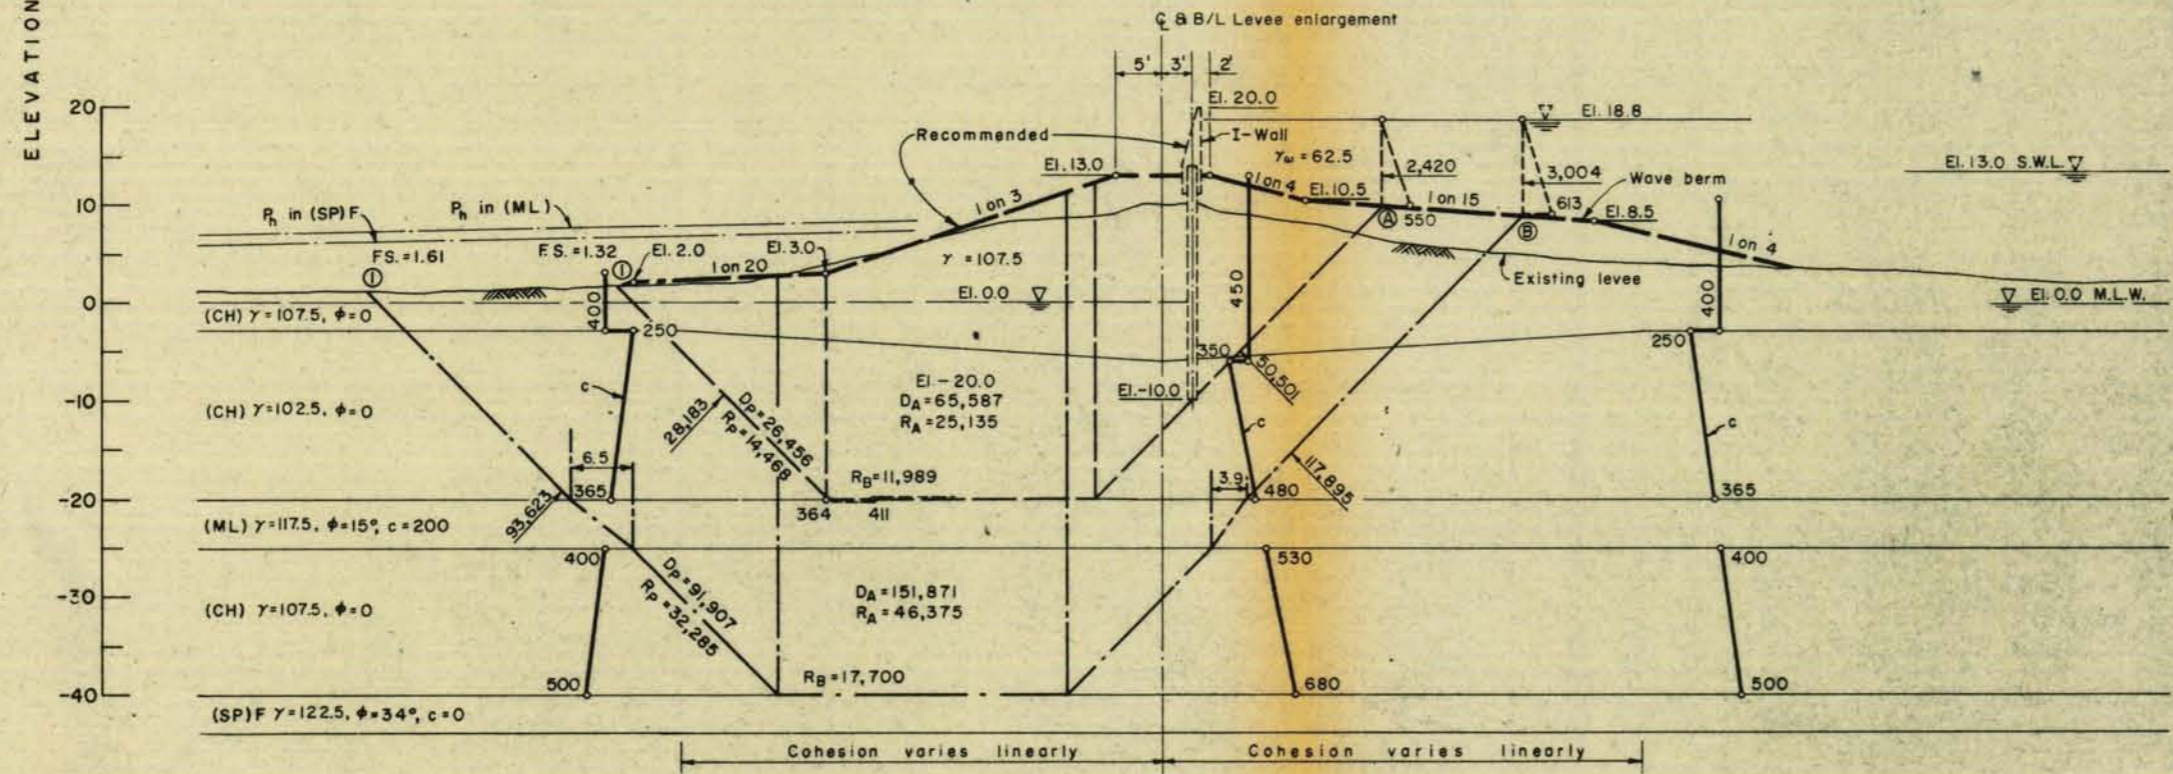 ELEVATION
℄ & B/L Levee enlargement
5' 3' 2'
20
10
0
-10
-20
-30
-40
El. 20.0
El. 18.8
Recommended
I-Wall
γω = 62.5
2,420
3,004
Wave berm
El. 13.0 S.W.L.
El. 13.0
1 on 4
El. 10.5
1 on 15
613
El. 8.5
Ph in (SP)F
Ph in (ML)
1 on 3
A
550
B
1 on 4
FS. = 1.61
F.S. = 1.32
El. 2.0
El. 3.0
1 on 20
γ = 107.5
Existing levee
1
1
El. 0.0
El. 0.0 M.L.W.
(CH) γ = 107.5, φ = 0
400
450
400
250
350
50,501
250
c
El. -20.0
DA = 65,587
RA = 25,135
El. -10.0
(CH) γ = 102.5, φ = 0
28,183
DP = 26,456
RP = 14,468
c
c
6.5
RB = 11,989
3.9
117,895
93,623
365
480
365
364
411
(ML) γ = 117.5, φ = 15°, c = 200
400
530
400
DP = 91,907
RP = 32,285
DA = 151,871
RA = 46,375
(CH) γ = 107.5, φ = 0
RB = 17,700
500
680
500
(SP)F γ = 122.5, φ = 34°, c = 0
Cohesion varies linearly
Cohesion varies linearly